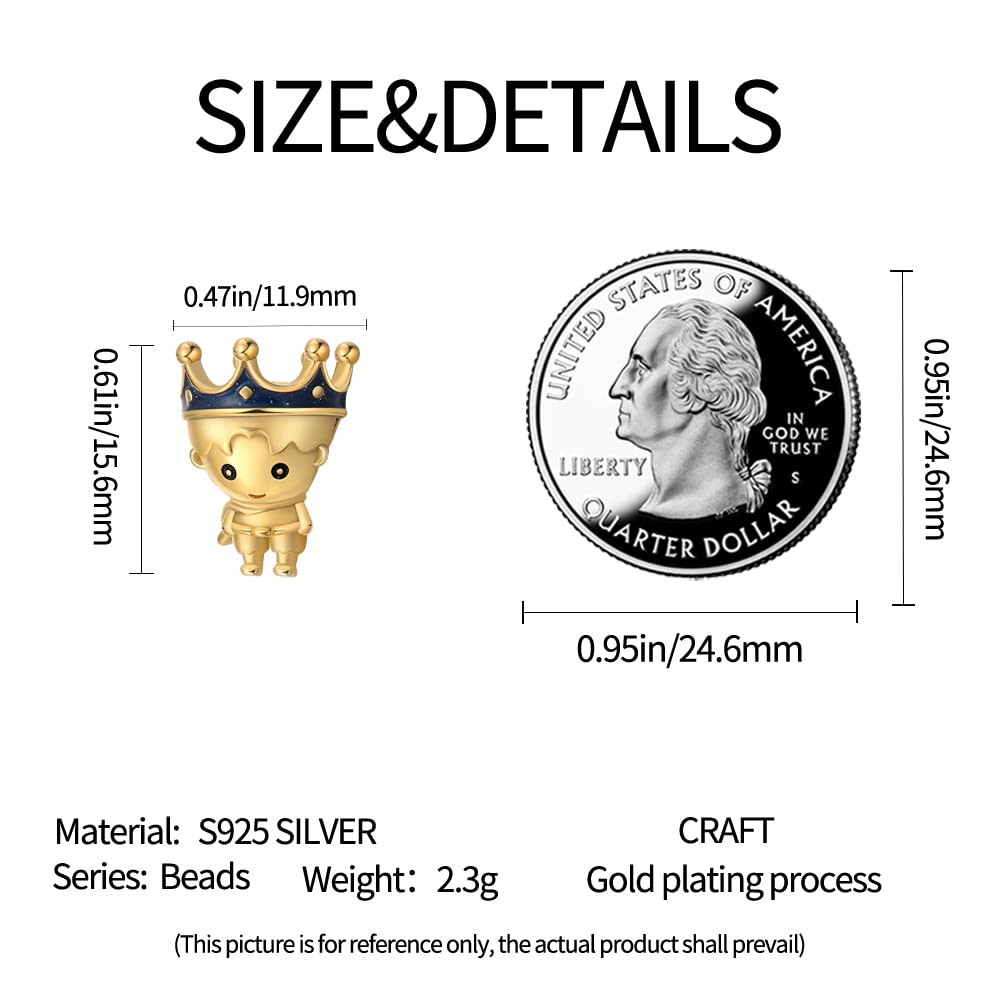 SIZE&DETAILS
0.47in/11.9mm
0.61in/15.6mm
UNITED STATES OF AMERICA
IN
GOD WE
TRUST
LIBERTY
S
QUARTER DOLLAR
0.95in/24.6mm
0.95in/24.6mm
Material: S925 SILVER
CRAFT
Series: Beads Weight: 2.3g
Gold plating process
(This picture is for reference only, the actual product shall prevail)